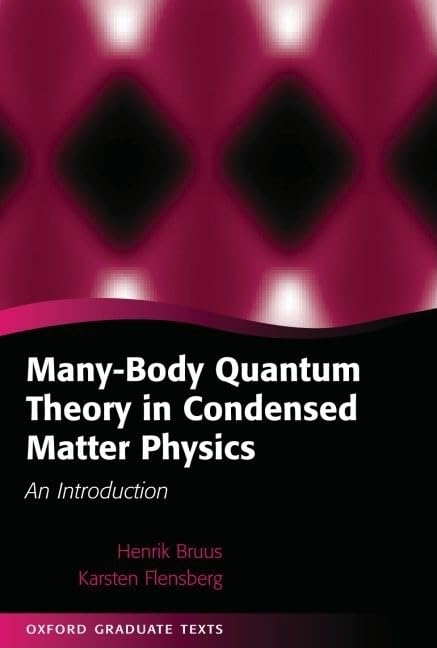 Many-Body Quantum
Theory in Condensed
Matter Physics
An Introduction
Henrik Bruus
Karsten Flensberg
OXFORD GRADUATE TEXTS